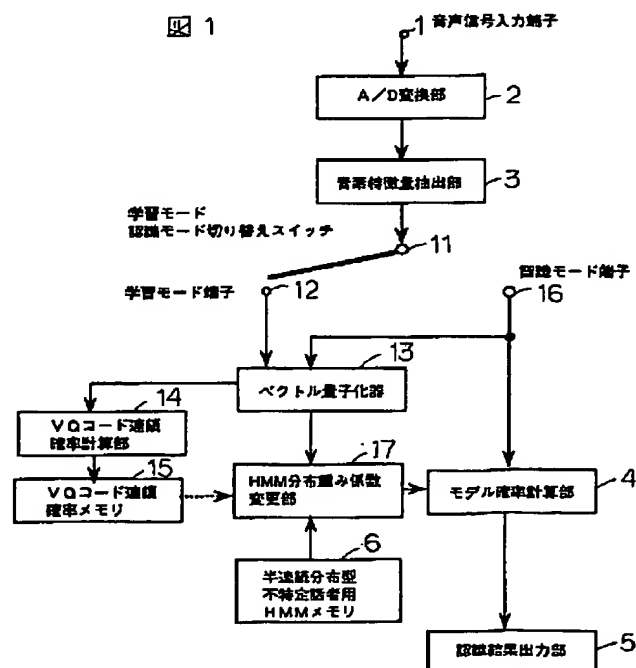 図 1
1 音声信号入力端子
A/D変換部
2
音響特徴量抽出部
3
学習モード
認識モード切り替えスイッチ
11
学習モード端子
12
認識モード端子
16
13
ベクトル量子化器
14
VQコード連鎖
確率計算部
15
VQコード連鎖
確率メモリ
17
HMM分布重み係数
変更部
4
モデル確率計算部
6
半連続分布型
不特定話者用
HMMメモリ
認識結果出力部
5